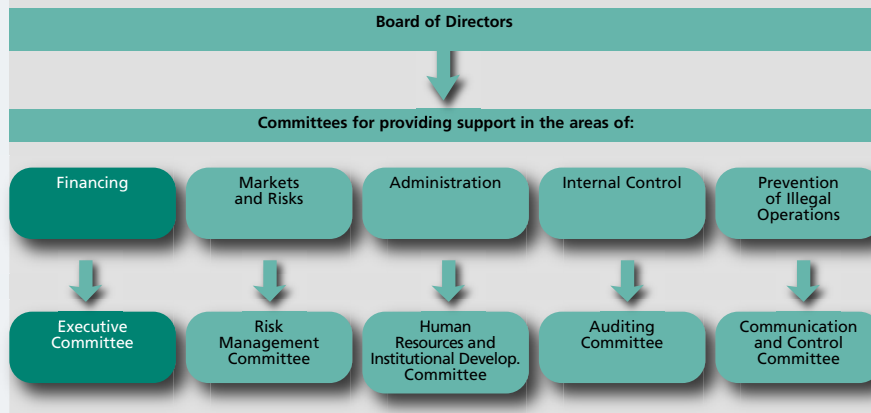 Board of Directors
Committees for providing support in the areas of:
Financing
Markets
and Risks
Administration
Internal Control
Prevention
of Illegal
Operations
Executive
Committee
Risk
Management
Committee
Human
Resources and
Institutional Develop.
Committee
Auditing
Committee
Communication
and Control
Committee